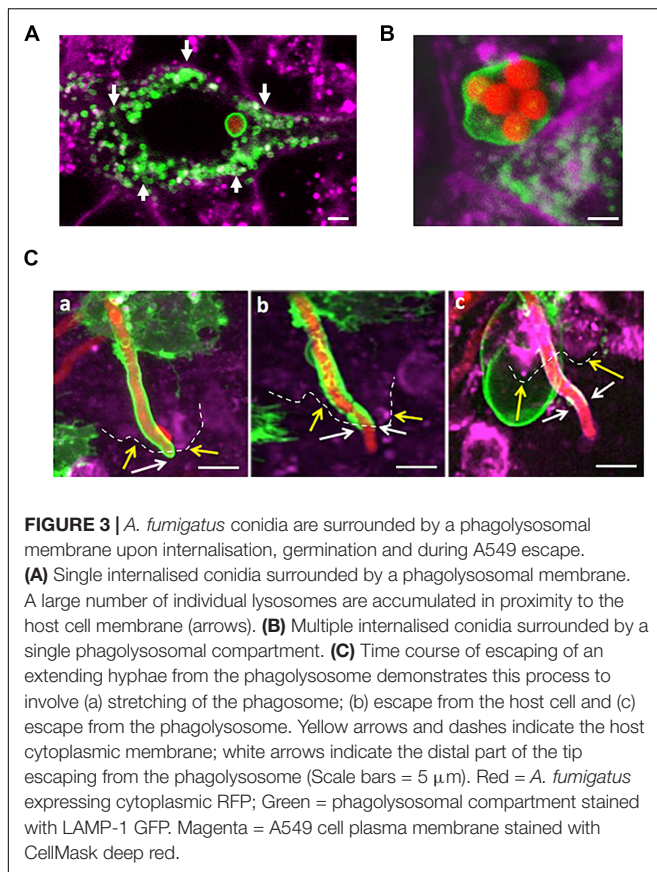 A
B
C
a
b
c
FIGURE 3 | A. fumigatus conidia are surrounded by a phagolysosomal
membrane upon internalisation, germination and during A549 escape.
(A) Single internalised conidia surrounded by a phagolysosomal membrane.
A large number of individual lysosomes are accumulated in proximity to the
host cell membrane (arrows). (B) Multiple internalised conidia surrounded by a
single phagolysosomal compartment. (C) Time course of escaping of an
extending hyphae from the phagolysosome demonstrates this process to
involve (a) stretching of the phagosome; (b) escape from the host cell and (c)
escape from the phagolysosome. Yellow arrows and dashes indicate the host
cytoplasmic membrane; white arrows indicate the distal part of the tip
escaping from the phagolysosome (Scale bars = 5 μm). Red = A. fumigatus
expressing cytoplasmic RFP; Green = phagolysosomal compartment stained
with LAMP-1 GFP. Magenta = A549 cell plasma membrane stained with
CellMask deep red.